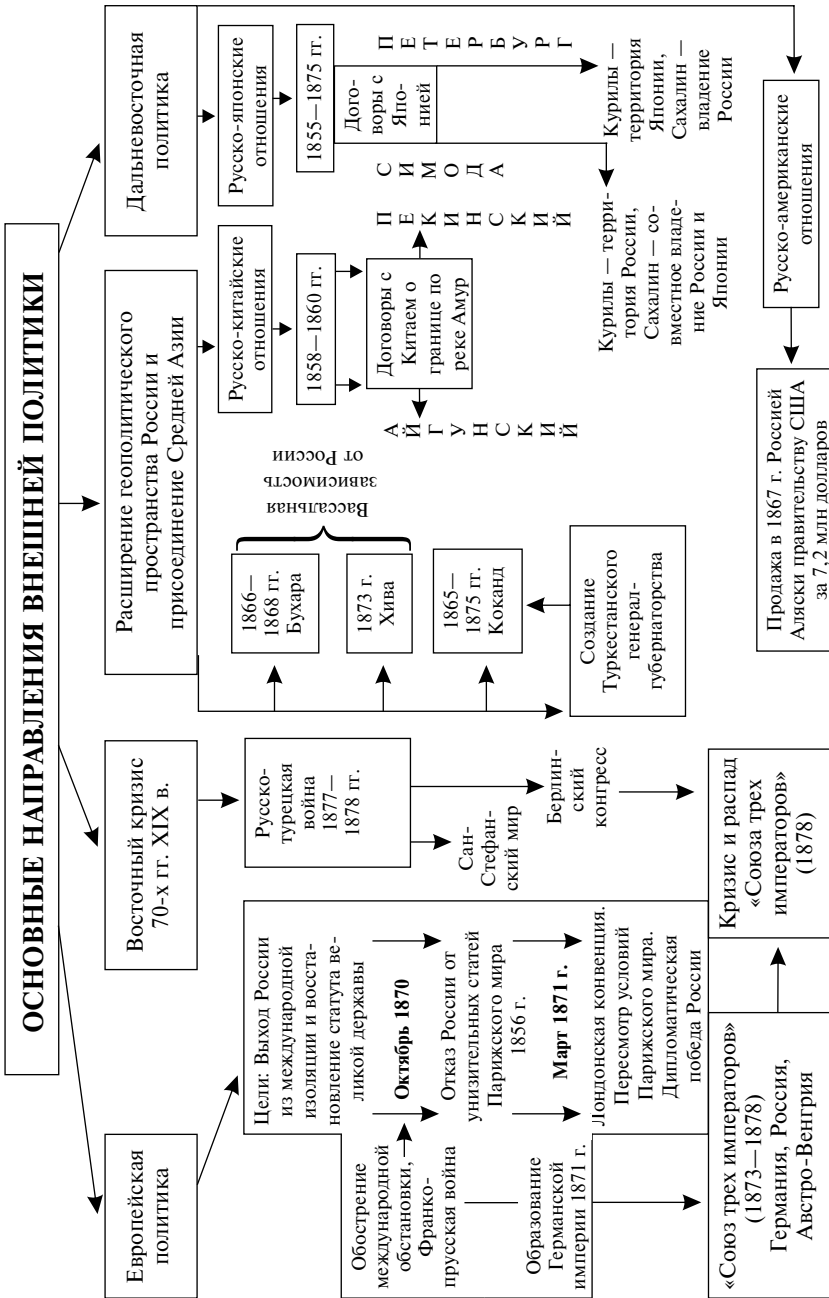 ОСНОВНЫЕ НАПРАВЛЕНИЯ ВНЕШНЕЙ ПОЛИТИКИ
Европейская
политика
Цели: Выход России
из международной
изоляции и восста-
новление статута ве-
ликой державы
Октябрь 1870
Обострение
международной
обстановки,
Франко-
прусская война
Отказ России от
унизительных статей
Парижского мира
1856 г.
Март 1871 г.
Образование
Германской
империи 1871 г.
Лондонская конвенция.
Пересмотр условий
Парижского мира.
Дипломатическая
победа России
«Союз трех императоров»
(1873—1878)
Германия, Россия,
Австро-Венгрия
Восточный кризис
70-х гг. XIX в.
Русско-
турецкая
война
1877—
1878 гг.
Сан-
Стефан-
ский мир
Берлин-
ский
конгресс
Кризис и распад
«Союза трех
императоров»
(1878)
Расширение геополитического
пространства России и
присоединение Средней Азии
1866—
1868 гг.
Бухара
1873 г.
Хива
Вассальная
зависимость
от России
1865—
1875 гг.
Коканд
Создание
Туркестанского
генерал-
губернаторства
Дальневосточная
политика
Русско-китайские
отношения
1858—1860 гг.
Договоры с
Китаем о
границе по
реке Амур
АЙГУНСКИЙ
ПЕКИНСКИЙ
Русско-японские
отношения
1855—1875 гг.
Дого-
воры с
Япо-
нией
СИМОДА
ПЕТЕРБУРГ
Курилы — терри-
тория России,
Сахалин — со-
вместное владе-
ние России и
Японии
Курилы —
территория
Японии,
Сахалин —
владение
России
Русско-американские
отношения
Продажа в 1867 г. Россией
Аляски правительству США
за 7,2 млн долларов